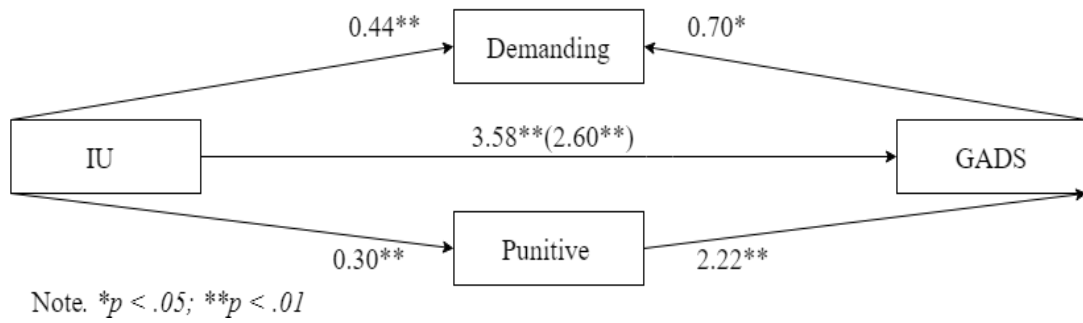 0.44**
Demanding
0.70*
IU
3.58**(2.60**)
GADS
0.30**
Punitive
2.22**
Note. *p < .05; **p < .01